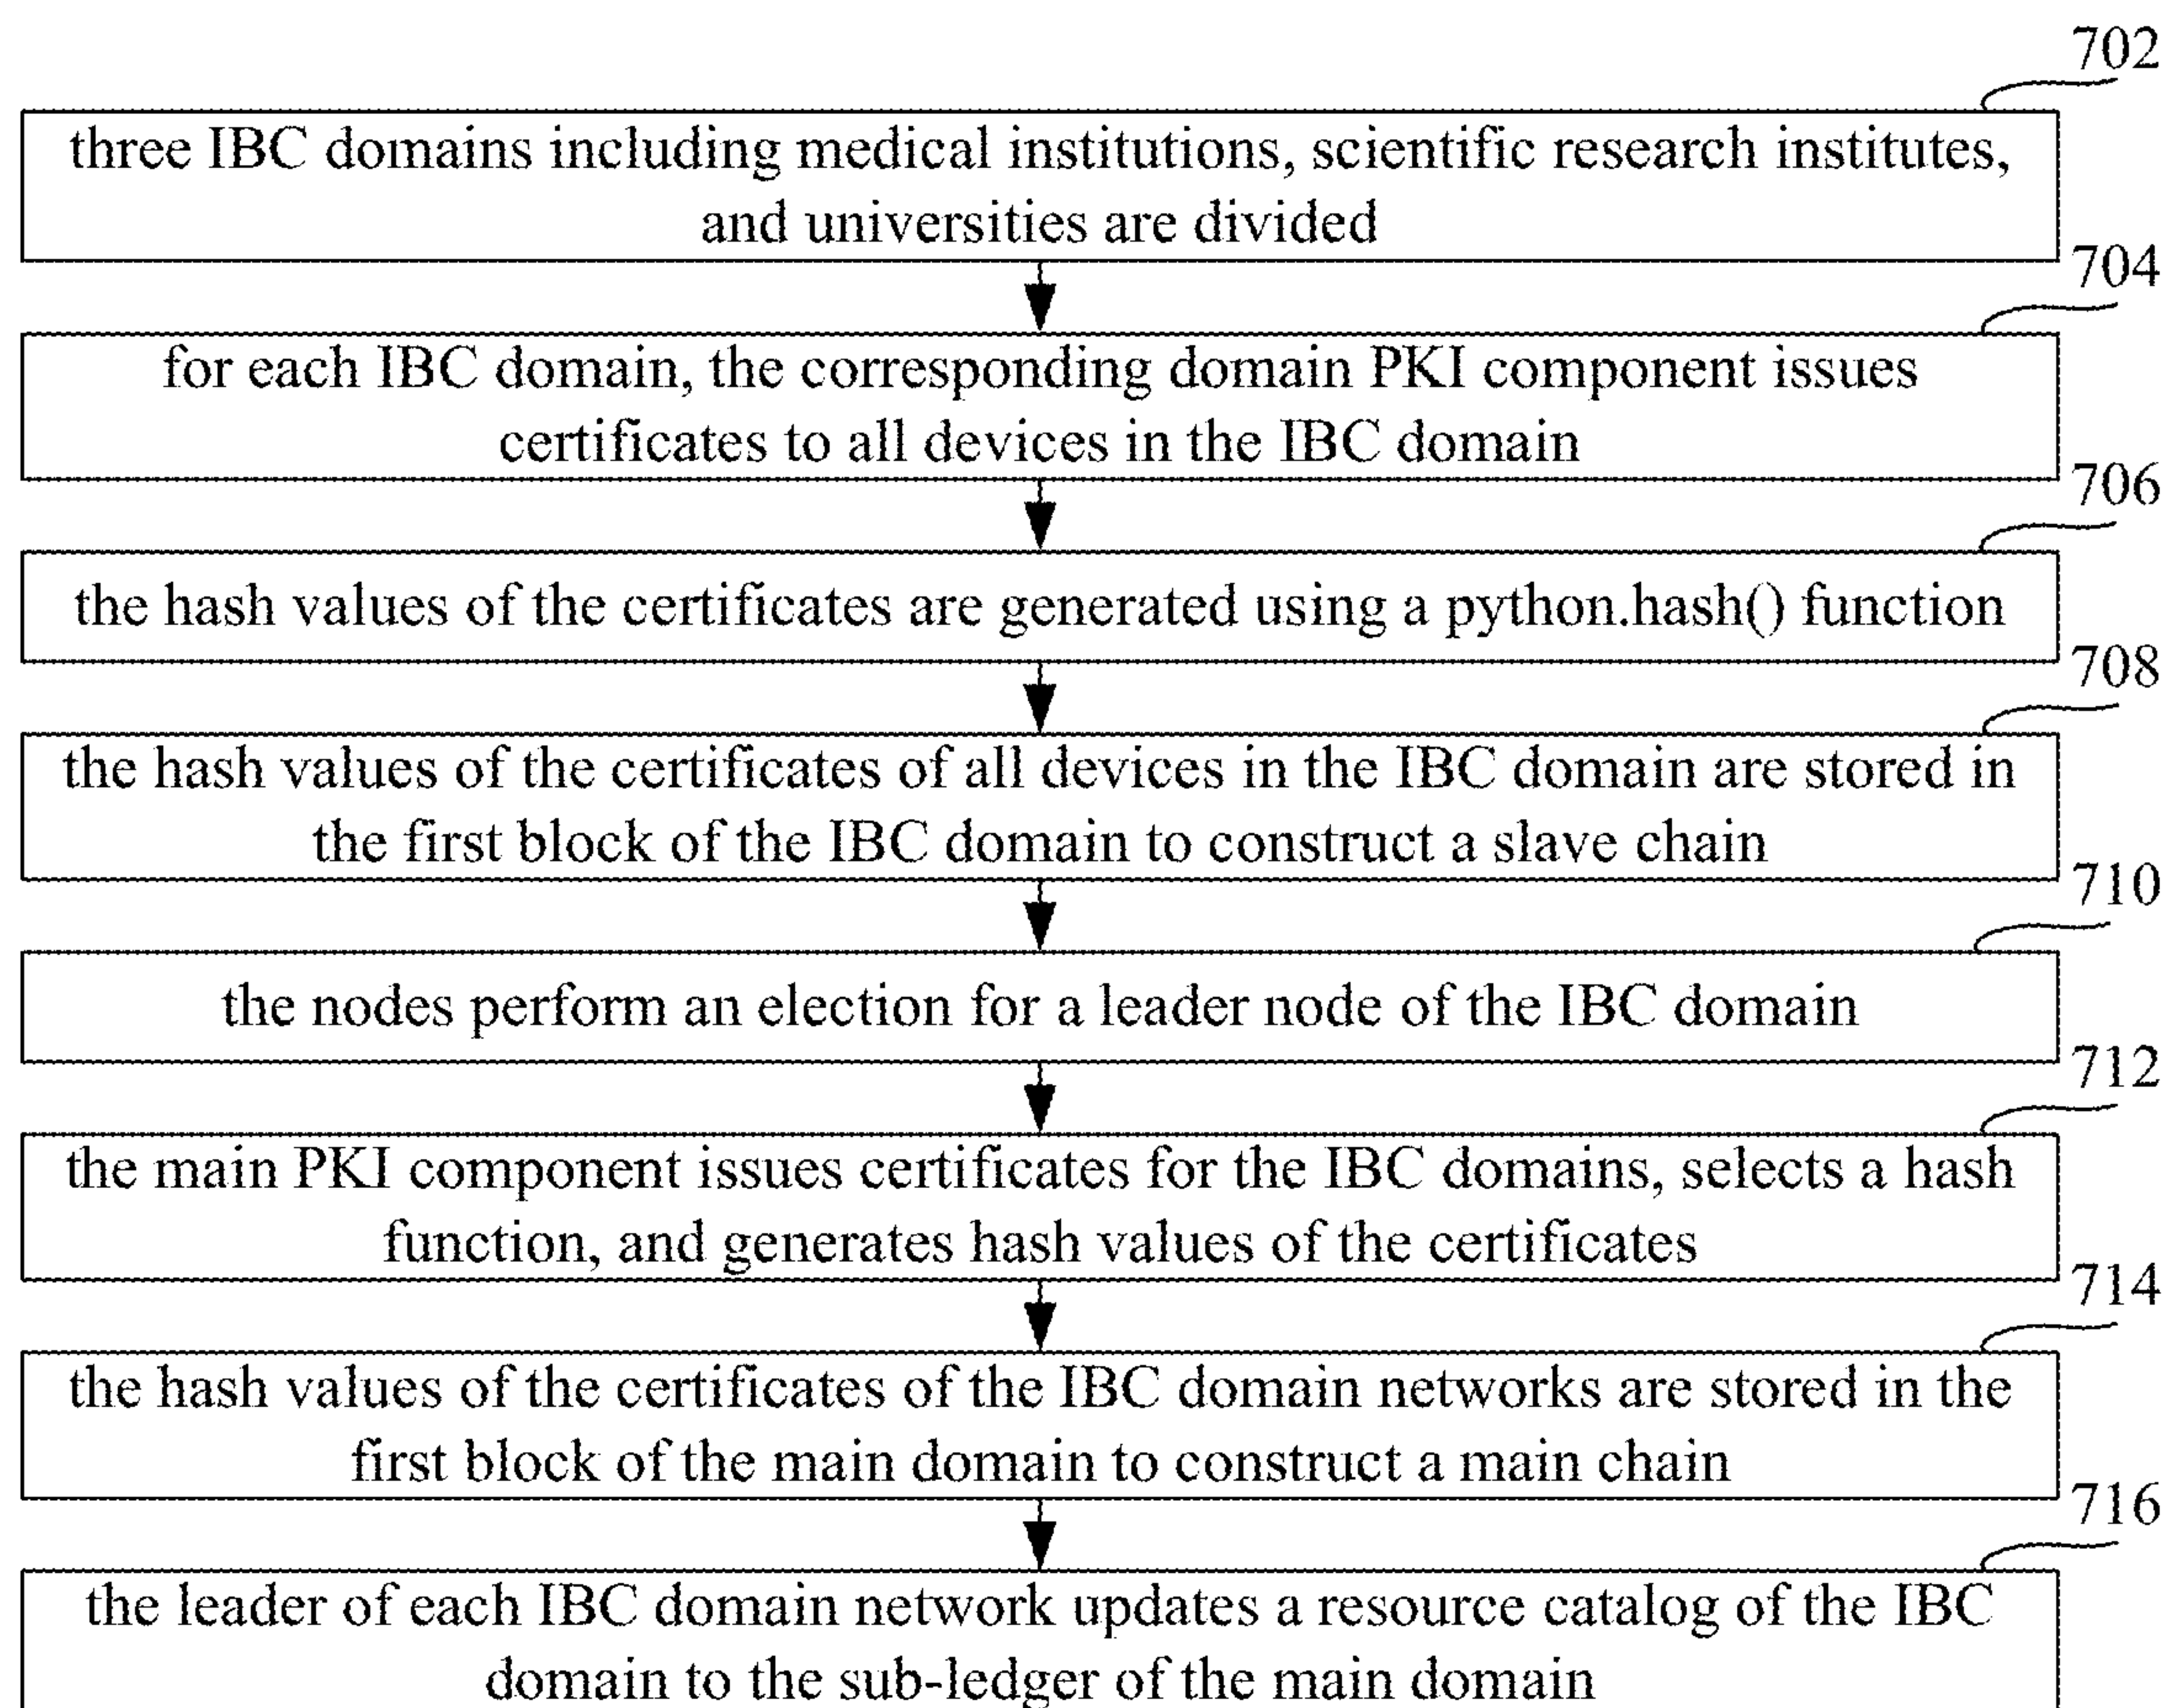 702
three IBC domains including medical institutions, scientific research institutes,
and universities are divided
704
for each IBC domain, the corresponding domain PKI component issues
certificates to all devices in the IBC domain
706
the hash values of the certificates are generated using a python.hash() function
708
the hash values of the certificates of all devices in the IBC domain are stored in
the first block of the IBC domain to construct a slave chain
710
the nodes perform an election for a leader node of the IBC domain
712
the main PKI component issues certificates for the IBC domains, selects a hash
function, and generates hash values of the certificates
714
the hash values of the certificates of the IBC domain networks are stored in the
first block of the main domain to construct a main chain
716
the leader of each IBC domain network updates a resource catalog of the IBC
domain to the sub-ledger of the main domain